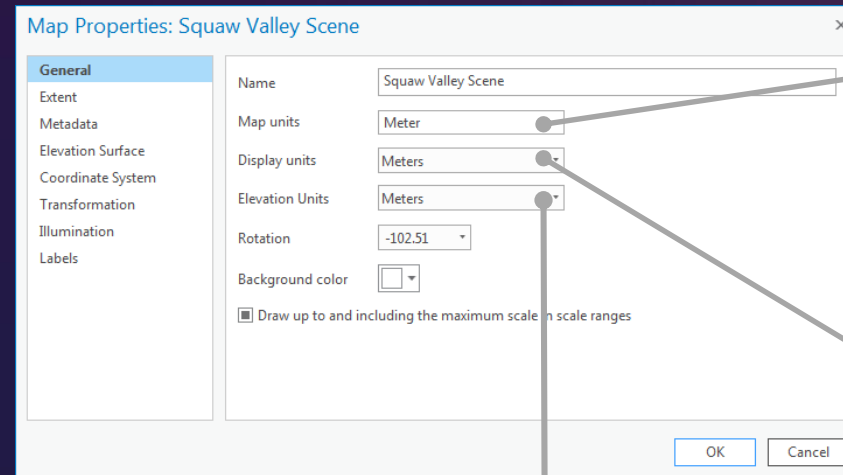 Map Properties: Squaw Valley Scene
General
Extent
Metadata
Elevation Surface
Coordinate System
Transformation
Illumination
Labels
Name Squaw Valley Scene
Map units Meter
Display units Meters
Elevation Units Meters
Rotation -102.51
Background color
Draw up to and including the maximum scale in scale ranges
OK Cancel